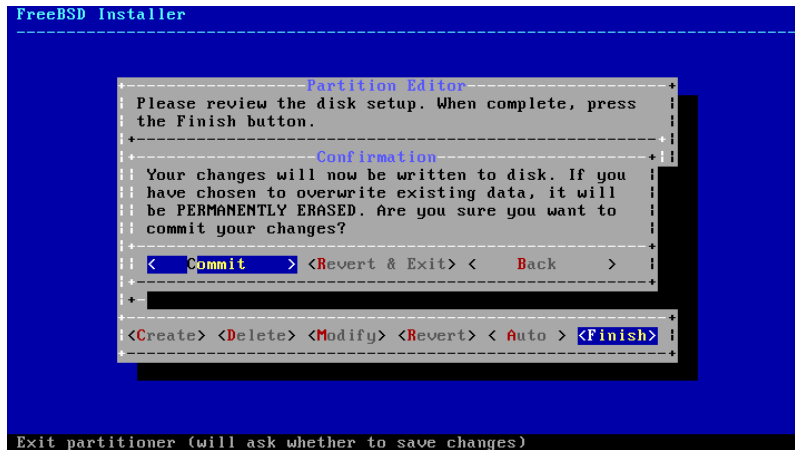 FreeBSD Installer
Partition Editor
Please review the disk setup. When complete, press
the Finish button.
Confirmation
Your changes will now be written to disk. If you
have chosen to overwrite existing data, it will
be PERMANENTLY ERASED. Are you sure you want to
commit your changes?
< Commit > <Revert & Exit> < Back >
<Create> <Delete> <Modify> <Revert> < Auto > <Finish>
Exit partitioner (will ask whether to save changes)